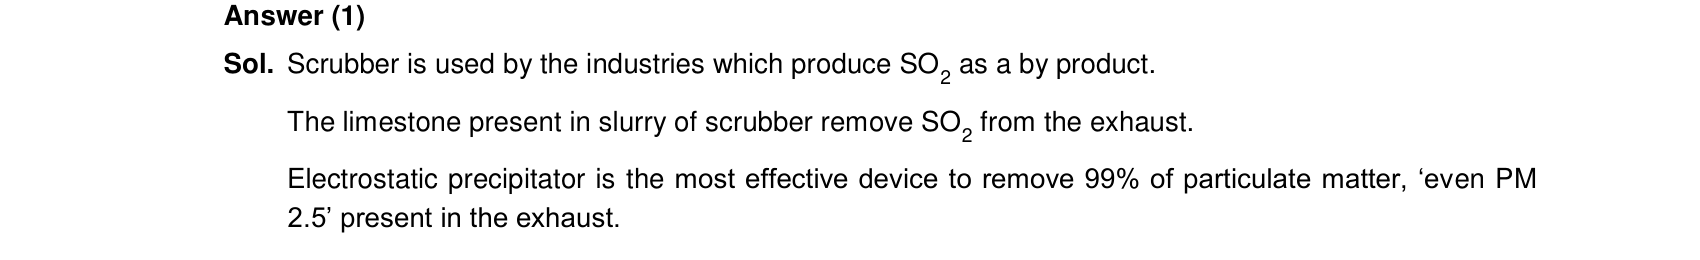 Answer (1)
Sol. Scrubber is used by the industries which produce SO₂ as a by product.
The limestone present in slurry of scrubber remove SO₂ from the exhaust.
Electrostatic precipitator is the most effective device to remove 99% of particulate matter, ‘even PM
2.5’ present in the exhaust.